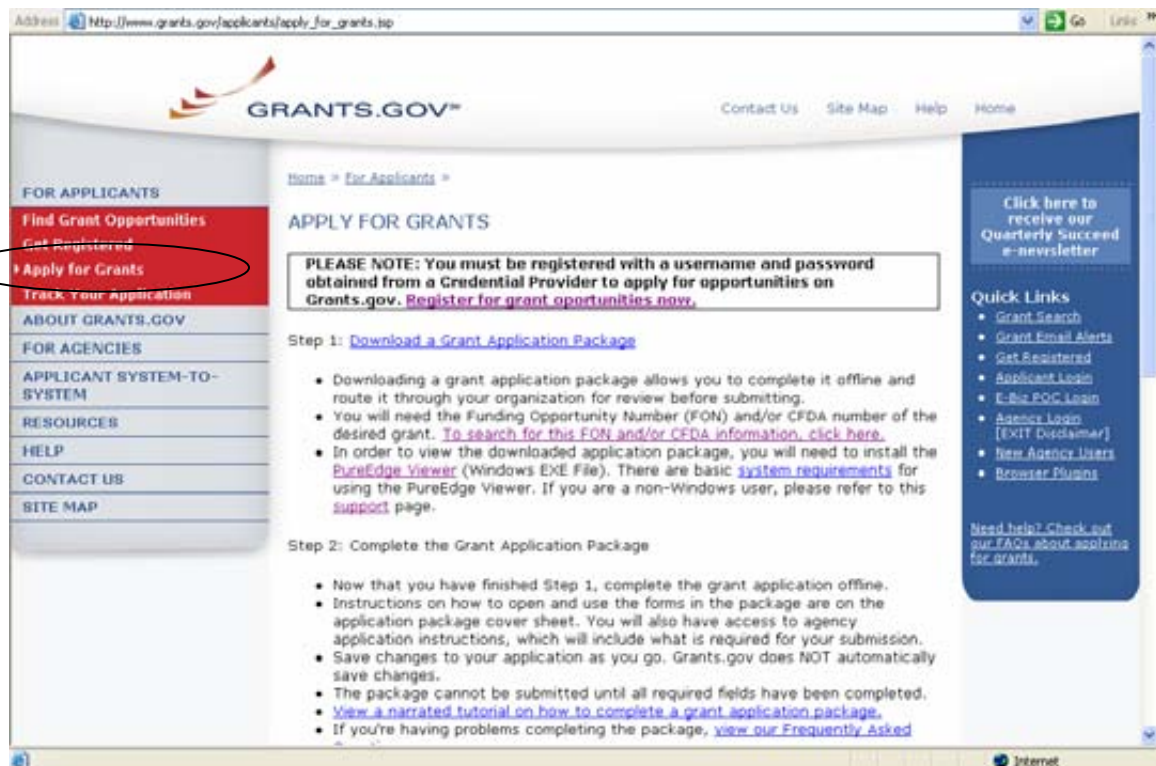 Address http://www.grants.gov/applicants/apply_for_grants.jsp Go Links »
GRANTS.GOV℠
Contact Us Site Map Help Home
FOR APPLICANTS
Find Grant Opportunities
Get Registered
Apply for Grants
Track Your Application
ABOUT GRANTS.GOV
FOR AGENCIES
APPLICANT SYSTEM-TO-
SYSTEM
RESOURCES
HELP
CONTACT US
SITE MAP
Home > For Applicants >
APPLY FOR GRANTS
PLEASE NOTE: You must be registered with a username and password
obtained from a Credential Provider to apply for opportunities on
Grants.gov. Register for grant oportunities now.
Step 1: Download a Grant Application Package
• Downloading a grant application package allows you to complete it offline and
route it through your organization for review before submitting.
• You will need the Funding Opportunity Number (FON) and/or CFDA number of the
desired grant. To search for this FON and/or CFDA information, click here.
• In order to view the downloaded application package, you will need to install the
PureEdge Viewer (Windows EXE File). There are basic system requirements for
using the PureEdge Viewer. If you are a non-Windows user, please refer to this
support page.
Step 2: Complete the Grant Application Package
• Now that you have finished Step 1, complete the grant application offline.
• Instructions on how to open and use the forms in the package are on the
application package cover sheet. You will also have access to agency
application instructions, which will include what is required for your submission.
• Save changes to your application as you go. Grants.gov does NOT automatically
save changes.
• The package cannot be submitted until all required fields have been completed.
• View a narrated tutorial on how to complete a grant application package.
• If you're having problems completing the package, view our Frequently Asked
Click here to
receive our
Quarterly Succeed
e-newsletter
Quick Links
• Grant Search
• Grant Email Alerts
• Get Registered
• Applicant Login
• E-Biz POC Login
• Agency Login
[EXIT Disclaimer]
• New Agency Users
• Browser Plugins
Need help? Check out
our FAQs about applying
for grants.
Internet